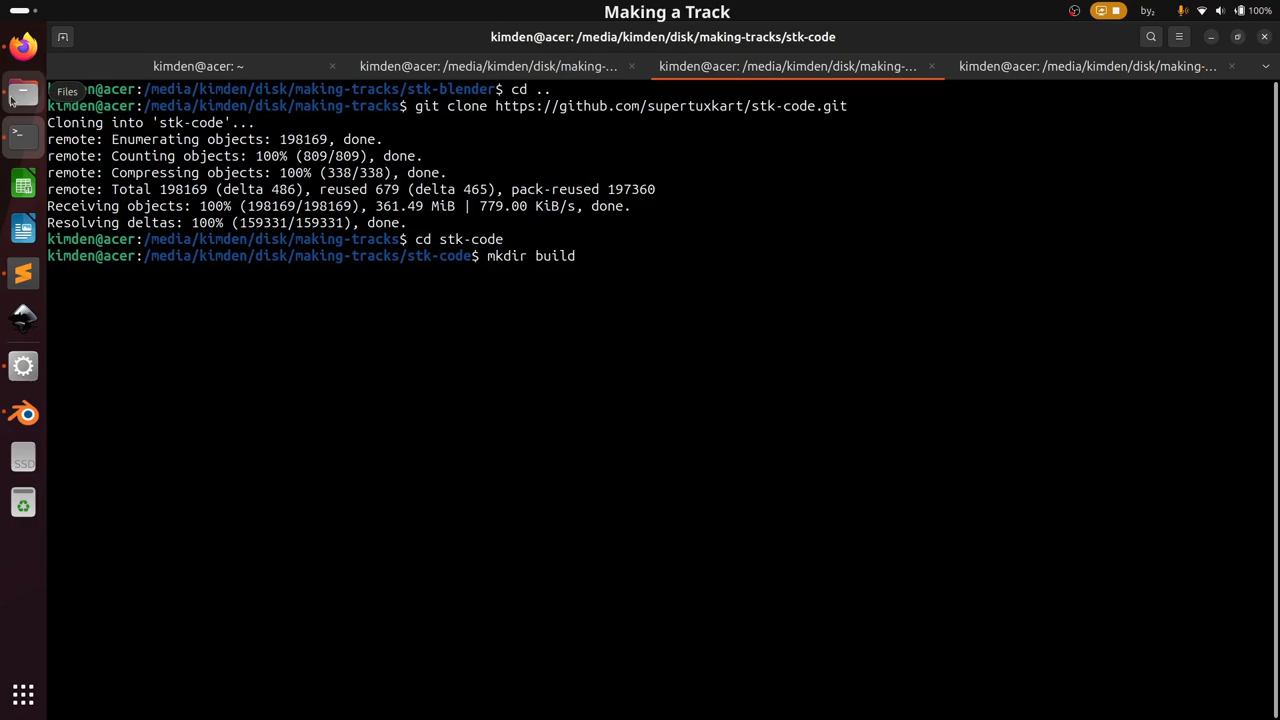 Making a Track
by₂
100%
kimden@acer: /media/kimden/disk/making-tracks/stk-code
kimden@acer: ~
kimden@acer: /media/kimden/disk/making-tracks/making-...
kimden@acer: /media/kimden/disk/making-...
kimden@acer: /media/kimden/disk/making-...
Files
en@acer:/media/kimden/disk/making-tracks/stk-blender$ cd ..
kimden@acer:/media/kimden/disk/making-tracks$ git clone https://github.com/supertuxkart/stk-code.git
Cloning into 'stk-code'...
remote: Enumerating objects: 198169, done.
remote: Counting objects: 100% (809/809), done.
remote: Compressing objects: 100% (338/338), done.
remote: Total 198169 (delta 486), reused 679 (delta 465), pack-reused 197360
Receiving objects: 100% (198169/198169), 361.49 MiB | 779.00 KiB/s, done.
Resolving deltas: 100% (159331/159331), done.
kimden@acer:/media/kimden/disk/making-tracks$ cd stk-code
kimden@acer:/media/kimden/disk/making-tracks/stk-code$ mkdir build
SSD